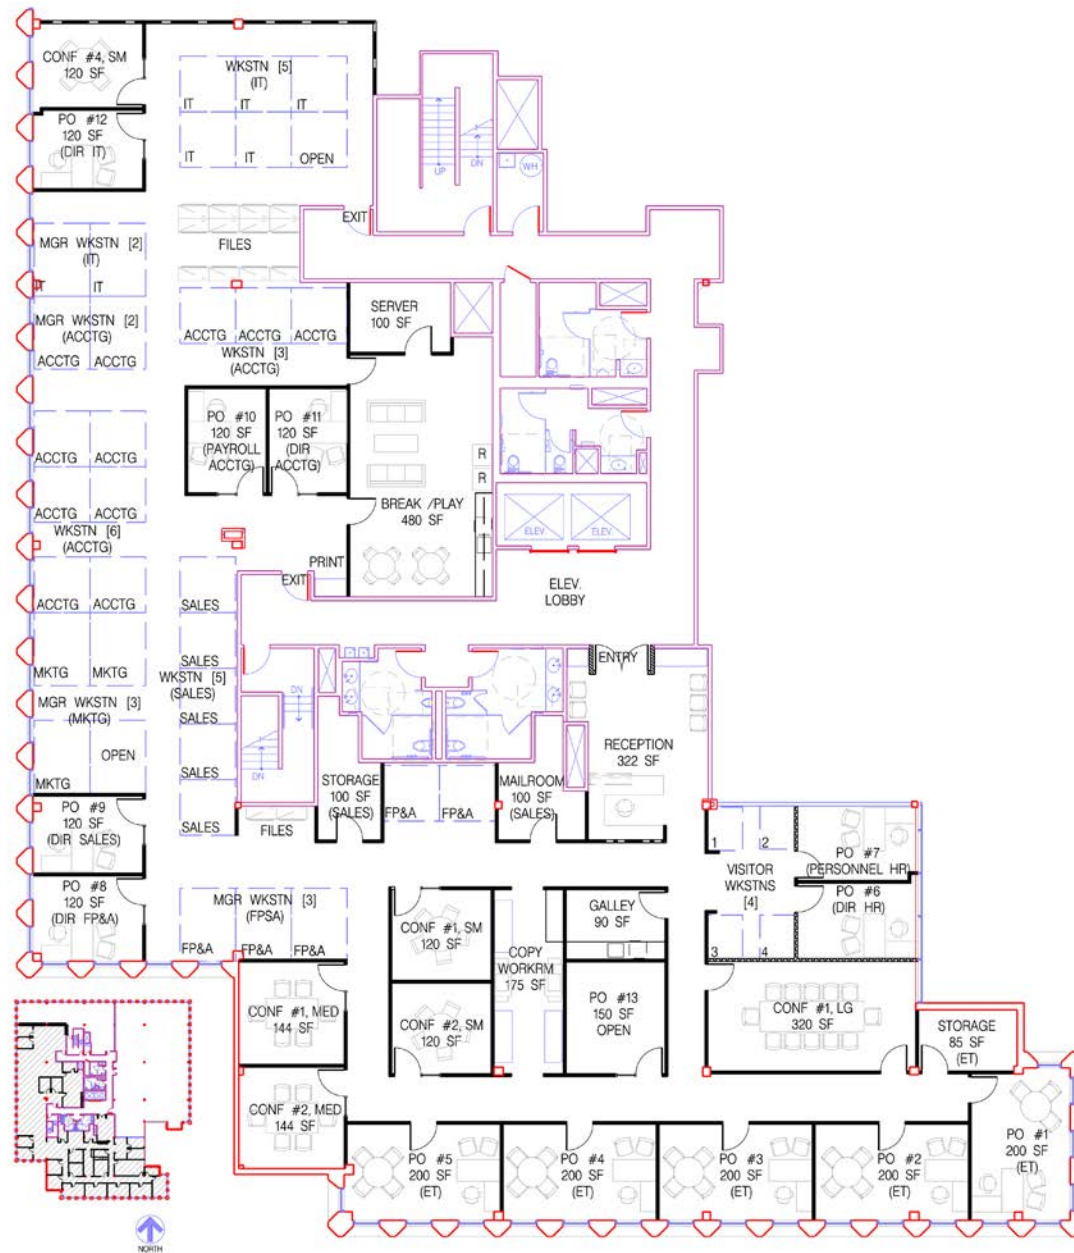 CONF #4, SM
120 SF
WKSTN [5]
(IT)
IT
IT
IT
PO #12
120 SF
(DIR IT)
IT
IT
OPEN
UP
DN
WH
EXIT
FILES
MGR WKSTN [2]
(IT)
IT
IT
SERVER
100 SF
MGR WKSTN [2]
(ACCTG)
ACCTG
ACCTG
ACCTG
ACCTG
ACCTG
WKSTN [3]
(ACCTG)
PO #10
120 SF
(PAYROLL
ACCTG)
PO #11
120 SF
(DIR
ACCTG)
ACCTG
ACCTG
R
R
BREAK /PLAY
480 SF
ACCTG
ACCTG
WKSTN [6]
(ACCTG)
ELEV.
ELEV.
PRINT
EXIT
ELEV.
LOBBY
ACCTG
ACCTG
SALES
ENTRY
SALES
MKTG
MKTG
WKSTN [5]
(SALES)
DN
MGR WKSTN [3]
(MKTG)
SALES
OPEN
DN
RECEPTION
322 SF
SALES
MKTG
STORAGE
100 SF
(SALES)
FP&A
FP&A
MAILROOM
100 SF
(SALES)
PO #9
120 SF
(DIR SALES)
SALES
FILES
1
2
VISITOR
WKSTNS
[4]
3
4
PO #7
(PERSONNEL HR)
PO #6
(DIR HR)
PO #8
120 SF
(DIR FP&A)
MGR WKSTN [3]
(FPSA)
FP&A
FP&A
FP&A
CONF #1, SM
120 SF
COPY
WORKRM
175 SF
GALLEY
90 SF
CONF #1, MED
144 SF
CONF #2, SM
120 SF
PO #13
150 SF
OPEN
CONF #1, LG
320 SF
STORAGE
85 SF
(ET)
CONF #2, MED
144 SF
PO #5
200 SF
(ET)
PO #4
200 SF
(ET)
PO #3
200 SF
(ET)
PO #2
200 SF
(ET)
PO #1
200 SF
(ET)
NORTH